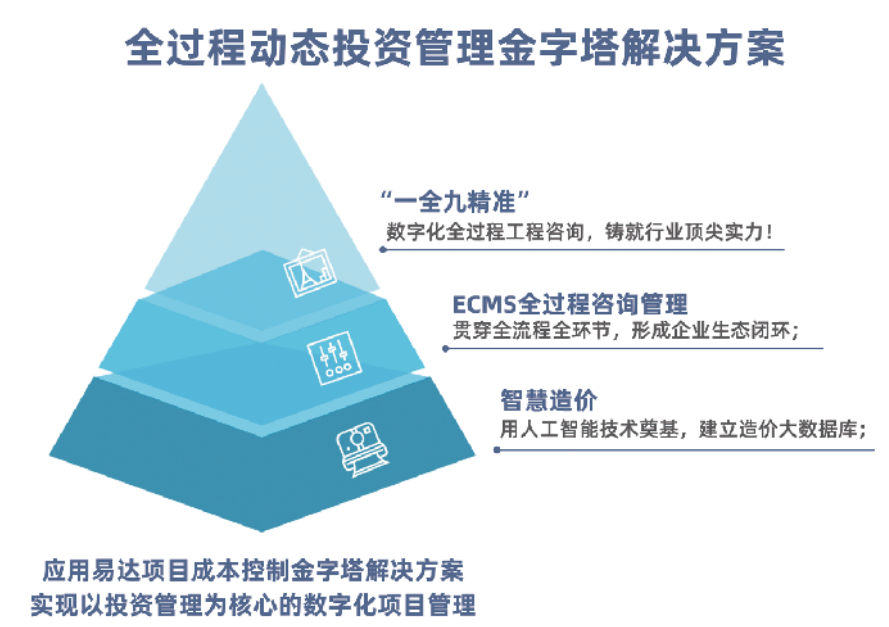 全过程动态投资管理金字塔解决方案
“一全九精准”
数字化全过程工程咨询，铸就行业顶尖实力！
ECMS全过程咨询管理
贯穿全流程全环节，形成企业生态闭环；
智慧造价
用人工智能技术奠基，建立造价大数据库；
应用易达项目成本控制金字塔解决方案
实现以投资管理为核心的数字化项目管理